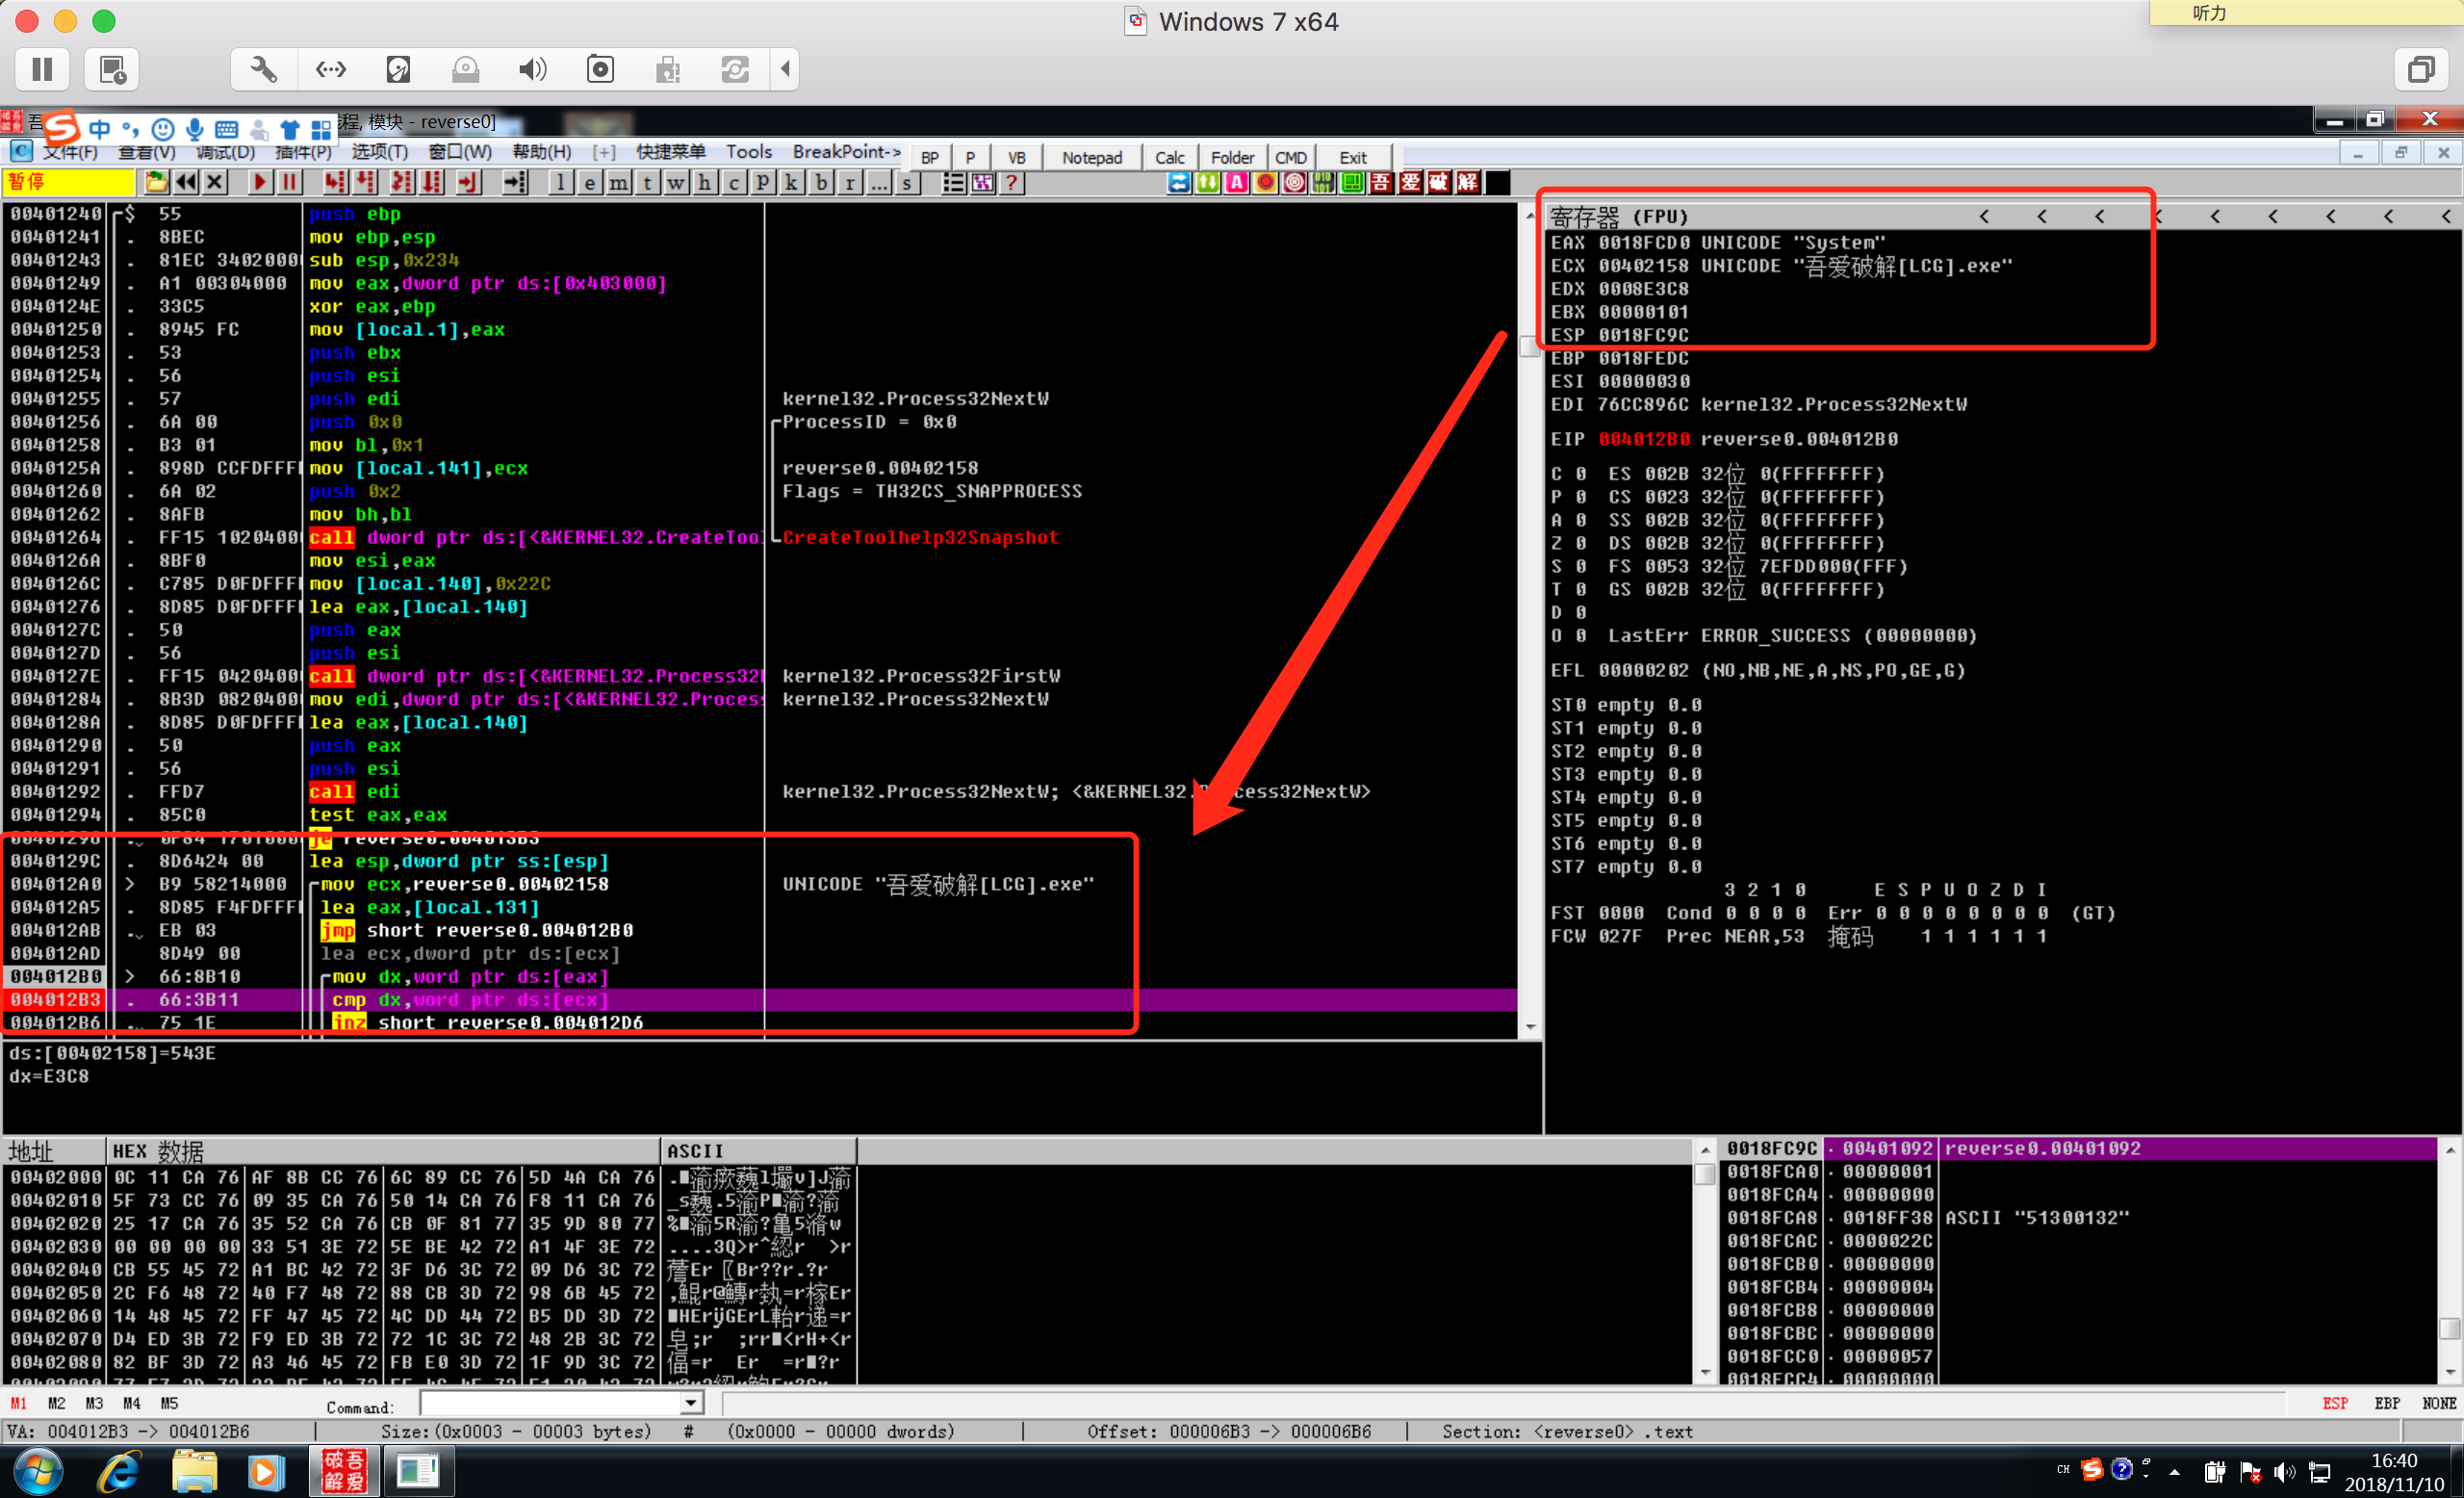 Windows 7 x64
听力
程, 模块 - reverse0]
文件(F) 查看(V) 调试(D) 插件(P) 选项(T) 窗口(W) 帮助(H) [+] 快捷菜单 Tools BreakPoint-> BP P VB Notepad Calc Folder CMD Exit
暂停 l e m t w h c p k b r ... s ? 吾 爱 破 解
00401240 $ 55 push ebp
00401241 . 8BEC mov ebp,esp
00401243 . 81EC 3402000 sub esp,0x234
00401249 . A1 00304000 mov eax,dword ptr ds:[0x403000]
0040124E . 33C5 xor eax,ebp
00401250 . 8945 FC mov [local.1],eax
00401253 . 53 push ebx
00401254 . 56 push esi
00401255 . 57 push edi kernel32.Process32NextW
00401256 . 6A 00 push 0x0 ProcessID = 0x0
00401258 . B3 01 mov bl,0x1
0040125A . 898D CCFDFFF mov [local.141],ecx reverse0.00402158
00401260 . 6A 02 push 0x2 Flags = TH32CS_SNAPPROCESS
00401262 . 8AFB mov bh,bl
00401264 . FF15 1020400 call dword ptr ds:[<&KERNEL32.CreateTool CreateToolhelp32Snapshot
0040126A . 8BF0 mov esi,eax
0040126C . C785 D0FDFFF mov [local.140],0x22C
00401276 . 8D85 D0FDFFF lea eax,[local.140]
0040127C . 50 push eax
0040127D . 56 push esi
0040127E . FF15 0420400 call dword ptr ds:[<&KERNEL32.Process32 kernel32.Process32FirstW
00401284 . 8B3D 0820400 mov edi,dword ptr ds:[<&KERNEL32.Process kernel32.Process32NextW
0040128A . 8D85 D0FDFFF lea eax,[local.140]
00401290 . 50 push eax
00401291 . 56 push esi
00401292 . FFD7 call edi kernel32.Process32NextW; <&KERNEL32.Process32NextW>
00401294 . 85C0 test eax,eax
je reverse0.004013B3
0040129C . 8D6424 00 lea esp,dword ptr ss:[esp]
004012A0 > B9 58214000 mov ecx,reverse0.00402158 UNICODE "吾爱破解[LCG].exe"
004012A5 . 8D85 F4FDFFF lea eax,[local.131]
004012AB . EB 03 jmp short reverse0.004012B0
004012AD 8D49 00 lea ecx,dword ptr ds:[ecx]
004012B0 > 66:8B10 mov dx,word ptr ds:[eax]
004012B3 . 66:3B11 cmp dx,word ptr ds:[ecx]
004012B6 . 75 1E jnz short reverse0.004012D6
ds:[00402158]=543E
dx=E3C8
寄存器 (FPU) < < < < < < < < <
EAX 0018FCD0 UNICODE "System"
ECX 00402158 UNICODE "吾爱破解[LCG].exe"
EDX 0008E3C8
EBX 00000101
ESP 0018FC9C
EBP 0018FEDC
ESI 00000030
EDI 76CC896C kernel32.Process32NextW
EIP 004012B0 reverse0.004012B0
C 0 ES 002B 32位 0(FFFFFFFF)
P 0 CS 0023 32位 0(FFFFFFFF)
A 0 SS 002B 32位 0(FFFFFFFF)
Z 0 DS 002B 32位 0(FFFFFFFF)
S 0 FS 0053 32位 7EFDD000(FFF)
T 0 GS 002B 32位 0(FFFFFFFF)
D 0
O 0 LastErr ERROR_SUCCESS (00000000)
EFL 00000202 (NO,NB,NE,A,NS,PO,GE,G)
ST0 empty 0.0
ST1 empty 0.0
ST2 empty 0.0
ST3 empty 0.0
ST4 empty 0.0
ST5 empty 0.0
ST6 empty 0.0
ST7 empty 0.0
3 2 1 0 E S P U O Z D I
FST 0000 Cond 0 0 0 0 Err 0 0 0 0 0 0 0 0 (GT)
FCW 027F Prec NEAR,53 掩码 1 1 1 1 1 1
地址 HEX 数据 ASCII
00402000 0C 11 CA 76 AF 8B CC 76 6C 89 CC 76 5D 4A CA 76
00402010 5F 73 CC 76 09 35 CA 76 50 14 CA 76 F8 11 CA 76
00402020 25 17 CA 76 35 52 CA 76 CB 0F 81 77 35 9D 80 77
00402030 00 00 00 00 33 51 3E 72 5E BE 42 72 A1 4F 3E 72
00402040 CB 55 45 72 A1 BC 42 72 3F D6 3C 72 09 D6 3C 72
00402050 2C F6 48 72 40 F7 48 72 88 CB 3D 72 98 6B 45 72
00402060 14 48 45 72 FF 47 45 72 4C DD 44 72 B5 DD 3D 72
00402070 D4 ED 3B 72 F9 ED 3B 72 72 1C 3C 72 48 2B 3C 72
00402080 82 BF 3D 72 A3 46 45 72 FB E0 3D 72 1F 9D 3C 72
0018FC9C 00401092 reverse0.00401092
0018FCA0 00000001
0018FCA4 00000000
0018FCA8 0018FF38 ASCII "51300132"
0018FCAC 0000022C
0018FCB0 00000000
0018FCB4 00000004
0018FCB8 00000000
0018FCBC 00000000
0018FCC0 00000057
0018FCC4 00000000
M1 M2 M3 M4 M5 Command: ESP EBP NONE
VA: 004012B3 -> 004012B6 Size:(0x0003 - 00003 bytes) # (0x0000 - 00000 dwords) Offset: 000006B3 -> 000006B6 Section: <reverse0> .text
CH 16:40
2018/11/10